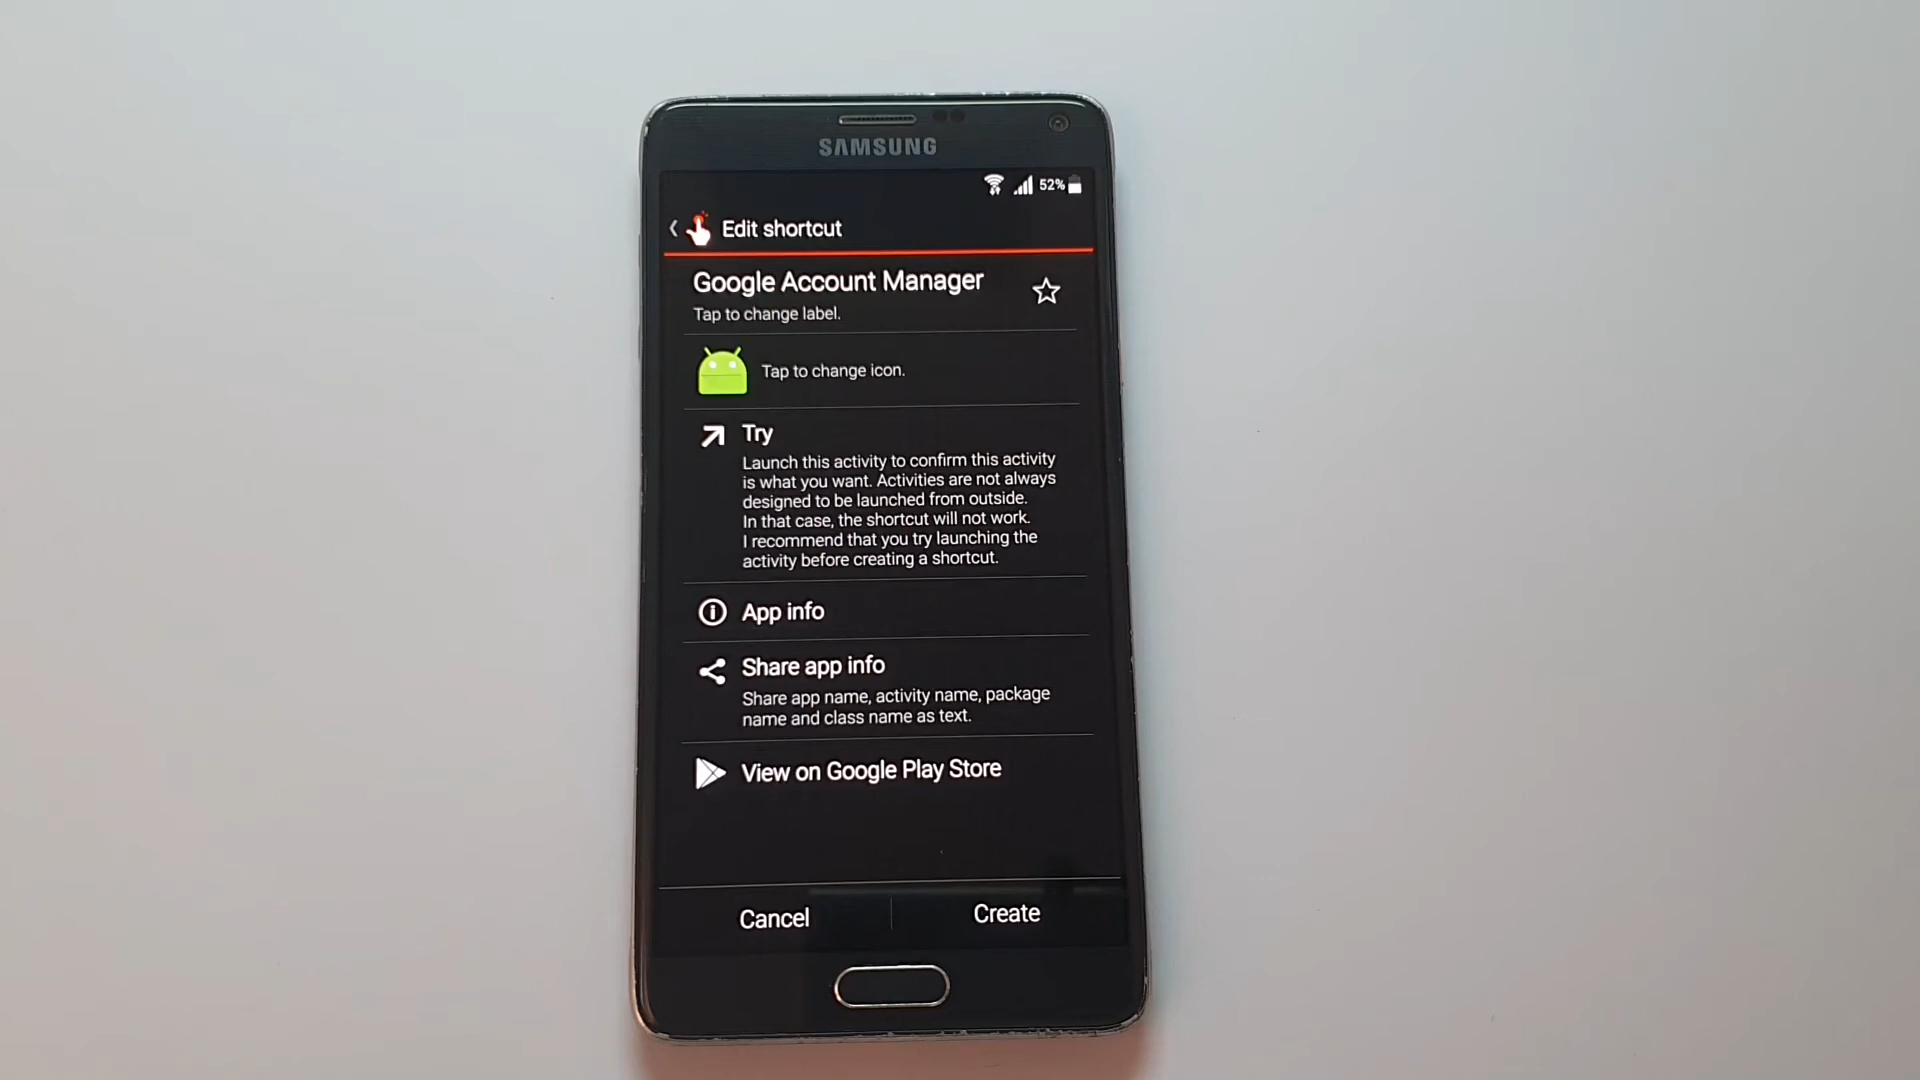 SAMSUNG
52%
Edit shortcut
Google Account Manager
Tap to change label.
Tap to change icon.
Try
Launch this activity to confirm this activity
is what you want. Activities are not always
designed to be launched from outside.
In that case, the shortcut will not work.
I recommend that you try launching the
activity before creating a shortcut.
App info
Share app info
Share app name, activity name, package
name and class name as text.
View on Google Play Store
Cancel
Create